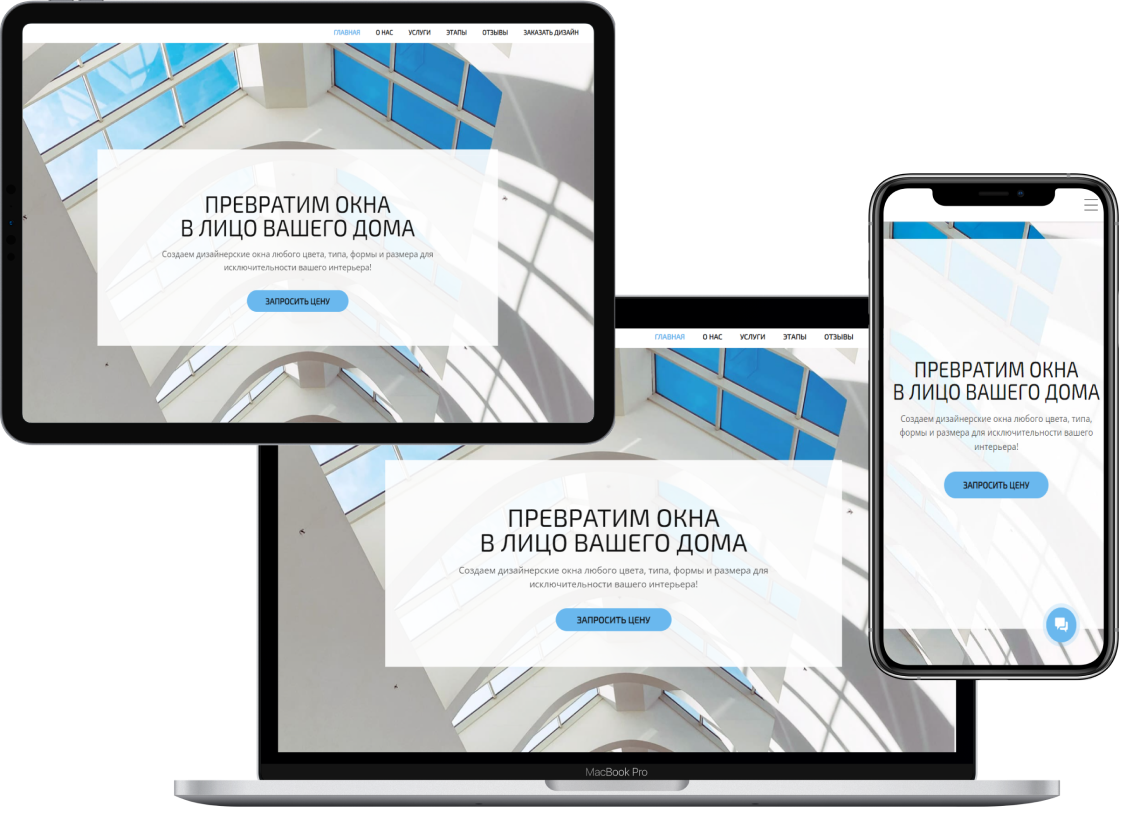 ГЛАВНАЯ О НАС УСЛУГИ ЭТАПЫ ОТЗЫВЫ ЗАКАЗАТЬ ДИЗАЙН
ПРЕВРАТИМ ОКНА
В ЛИЦО ВАШЕГО ДОМА
Создаем дизайнерские окна любого цвета, типа, формы и размера для
исключительности вашего интерьера!
ЗАПРОСИТЬ ЦЕНУ
ГЛАВНАЯ О НАС УСЛУГИ ЭТАПЫ ОТЗЫВЫ
ПРЕВРАТИМ ОКНА
В ЛИЦО ВАШЕГО ДОМА
Создаем дизайнерские окна любого цвета, типа, формы и размера для
исключительности вашего интерьера!
ЗАПРОСИТЬ ЦЕНУ
MacBook Pro
ПРЕВРАТИМ ОКНА
В ЛИЦО ВАШЕГО ДОМА
Создаем дизайнерские окна любого цвета, типа,
формы и размера для исключительности вашего
интерьера!
ЗАПРОСИТЬ ЦЕНУ